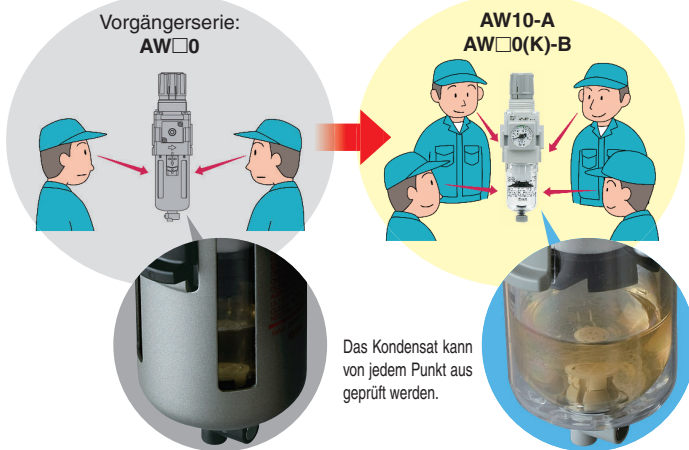 Vorgängerserie:
AW□0
AW10-A
AW□0(K)-B
Das Kondensat kann
von jedem Punkt aus
geprüft werden.